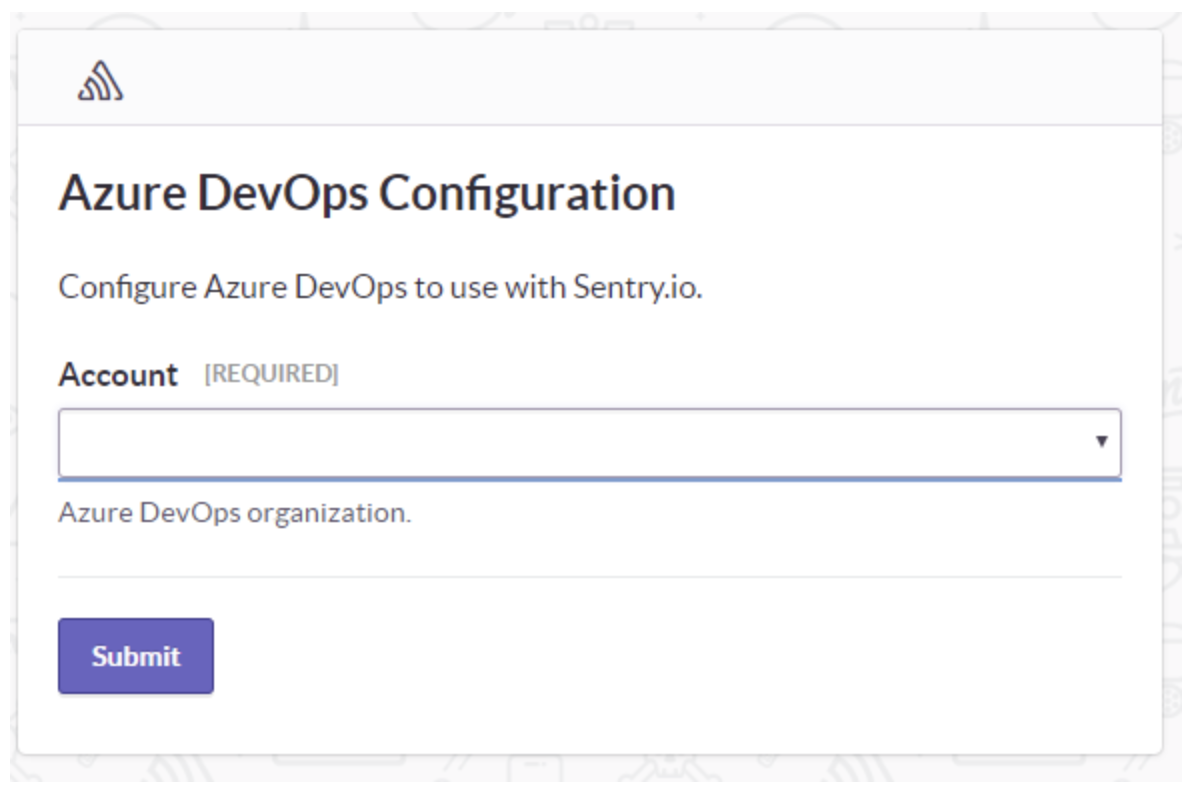 Azure DevOps Configuration
Configure Azure DevOps to use with Sentry.io.
Account [REQUIRED]
Azure DevOps organization.
Submit